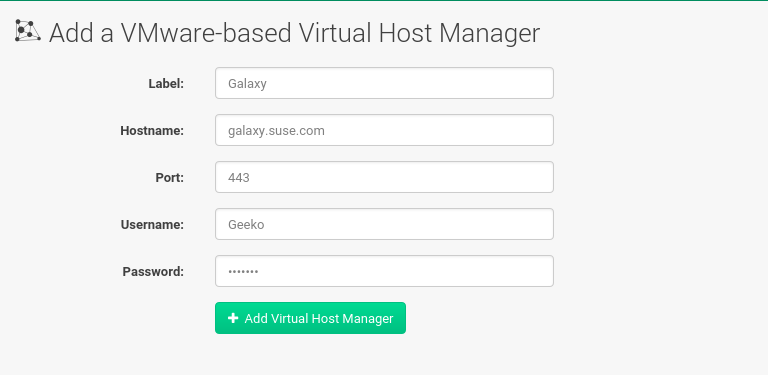 Add a VMware-based Virtual Host Manager
Label: Galaxy
Hostname: galaxy.suse.com
Port: 443
Username: Geeko
Password: •••••••
Add Virtual Host Manager